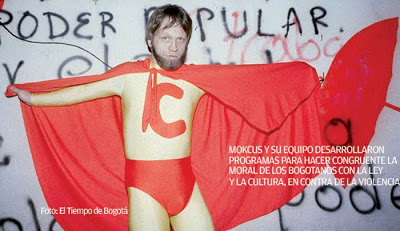 PODER POPULAR
C
MOKCUS Y SU EQUIPO DESARROLLARON
PROGRAMAS PARA HACER CONGRUENTE LA
MORAL DE LOS BOGOTANOS CON LA LEY
Y LA CULTURA, EN CONTRA DE LA VIOLENCIA
Foto: El Tiempo de Bogotá